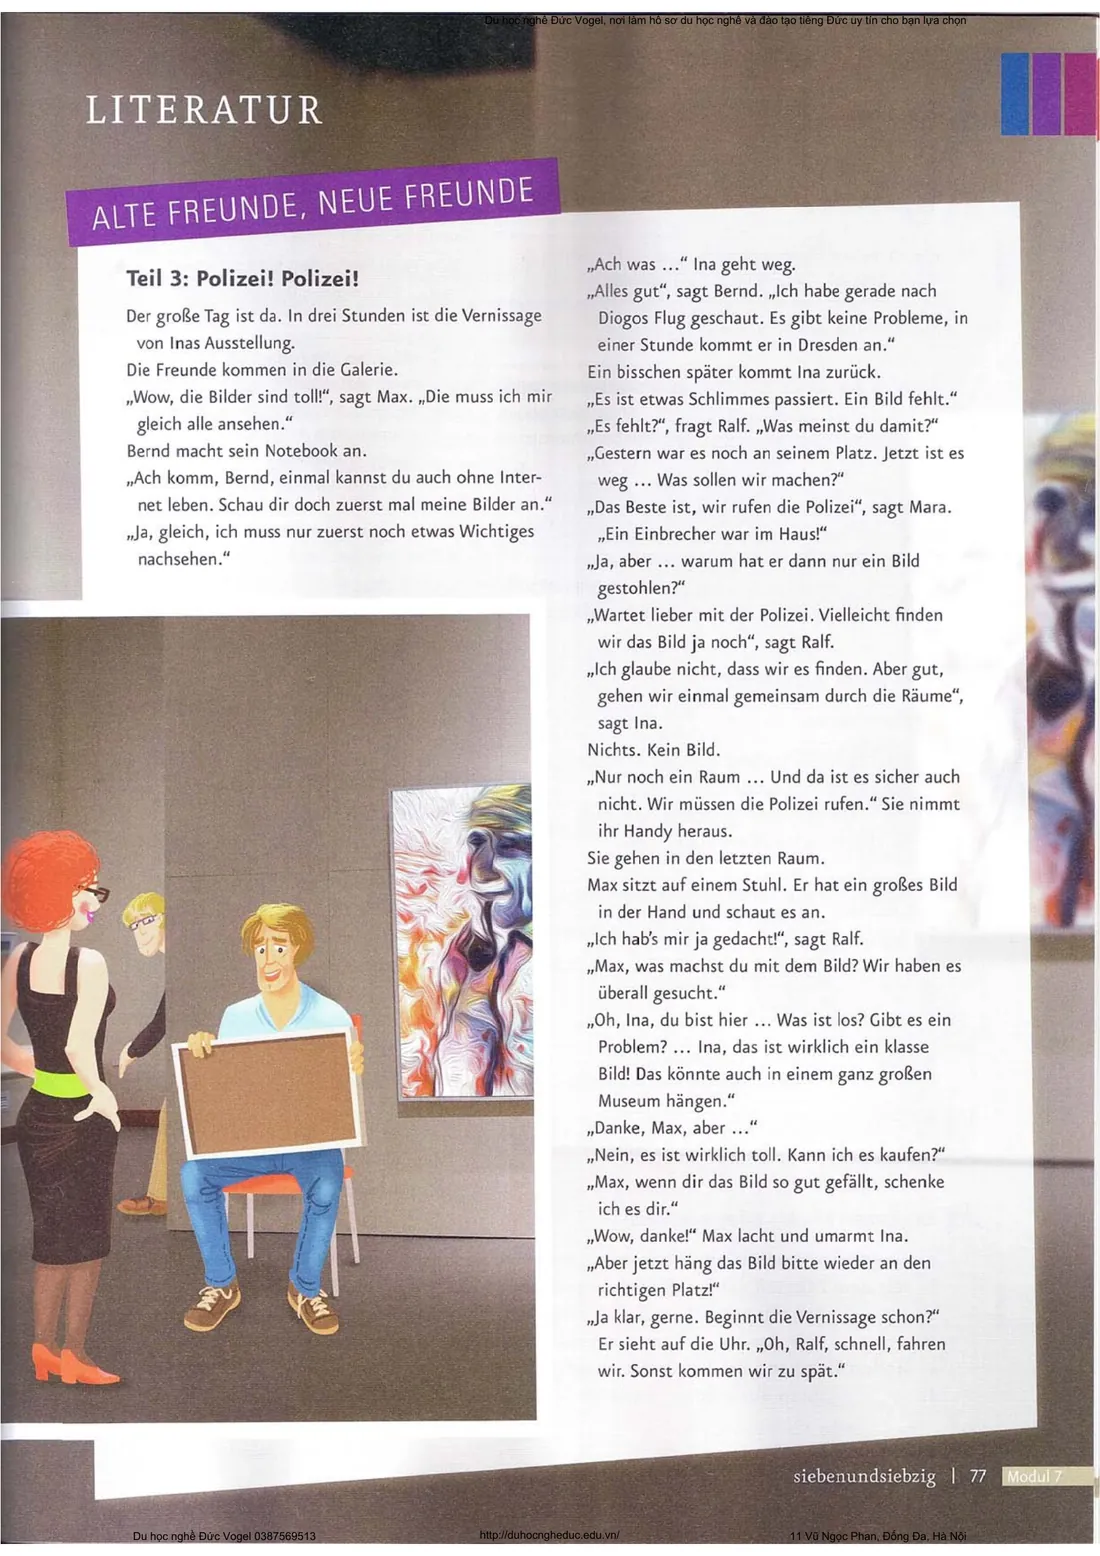 Du học nghề Đức Vogel, nơi làm hồ sơ du học nghề và đào tạo tiếng Đức uy tín cho bạn lựa chọn
LITERATUR
ALTE FREUNDE, NEUE FREUNDE
Teil 3: Polizei! Polizei!
Der große Tag ist da. In drei Stunden ist die Vernissage
von Inas Ausstellung.
Die Freunde kommen in die Galerie.
„Wow, die Bilder sind toll!“, sagt Max. „Die muss ich mir
gleich alle ansehen.“
Bernd macht sein Notebook an.
„Ach komm, Bernd, einmal kannst du auch ohne Inter-
net leben. Schau dir doch zuerst mal meine Bilder an.“
„Ja, gleich, ich muss nur zuerst noch etwas Wichtiges
nachsehen.“
„Ach was ...“ Ina geht weg.
„Alles gut“, sagt Bernd. „Ich habe gerade nach
Diogos Flug geschaut. Es gibt keine Probleme, in
einer Stunde kommt er in Dresden an.“
Ein bisschen später kommt Ina zurück.
„Es ist etwas Schlimmes passiert. Ein Bild fehlt.“
„Es fehlt?“, fragt Ralf. „Was meinst du damit?“
„Gestern war es noch an seinem Platz. Jetzt ist es
weg ... Was sollen wir machen?“
„Das Beste ist, wir rufen die Polizei“, sagt Mara.
„Ein Einbrecher war im Haus!“
„Ja, aber ... warum hat er dann nur ein Bild
gestohlen?“
„Wartet lieber mit der Polizei. Vielleicht finden
wir das Bild ja noch“, sagt Ralf.
„Ich glaube nicht, dass wir es finden. Aber gut,
gehen wir einmal gemeinsam durch die Räume“,
sagt Ina.
Nichts. Kein Bild.
„Nur noch ein Raum ... Und da ist es sicher auch
nicht. Wir müssen die Polizei rufen.“ Sie nimmt
ihr Handy heraus.
Sie gehen in den letzten Raum.
Max sitzt auf einem Stuhl. Er hat ein großes Bild
in der Hand und schaut es an.
„Ich hab's mir ja gedacht!“, sagt Ralf.
„Max, was machst du mit dem Bild? Wir haben es
überall gesucht.“
„Oh, Ina, du bist hier ... Was ist los? Gibt es ein
Problem? ... Ina, das ist wirklich ein klasse
Bild! Das könnte auch in einem ganz großen
Museum hängen.“
„Danke, Max, aber ...“
„Nein, es ist wirklich toll. Kann ich es kaufen?“
„Max, wenn dir das Bild so gut gefällt, schenke
ich es dir.“
„Wow, danke!“ Max lacht und umarmt Ina.
„Aber jetzt häng das Bild bitte wieder an den
richtigen Platz!“
„Ja klar, gerne. Beginnt die Vernissage schon?“
Er sieht auf die Uhr. „Oh, Ralf, schnell, fahren
wir. Sonst kommen wir zu spät.“
siebenundsiebzig | 77 Modul 7
Du học nghề Đức Vogel 0387569513 http://duhocngheduc.edu.vn/ 11 Vũ Ngọc Phan, Đống Đa, Hà Nội